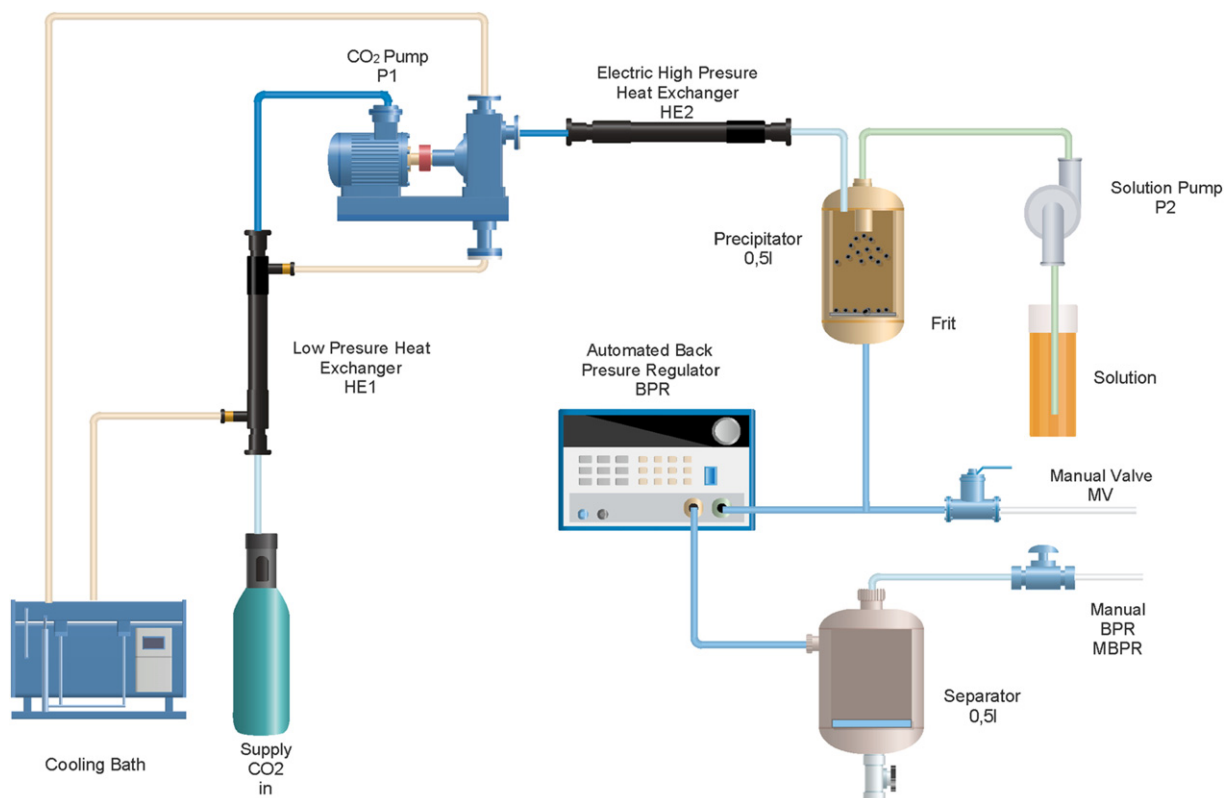 CO₂ Pump
P1
Electric High Presure
Heat Exchanger
HE2
Solution Pump
P2
Precipitator
0,5l
Frit
Low Presure Heat
Exchanger
HE1
Automated Back
Presure Regulator
BPR
Solution
Manual Valve
MV
Manual
BPR
MBPR
Separator
0,5l
Cooling Bath
Supply
CO2
in